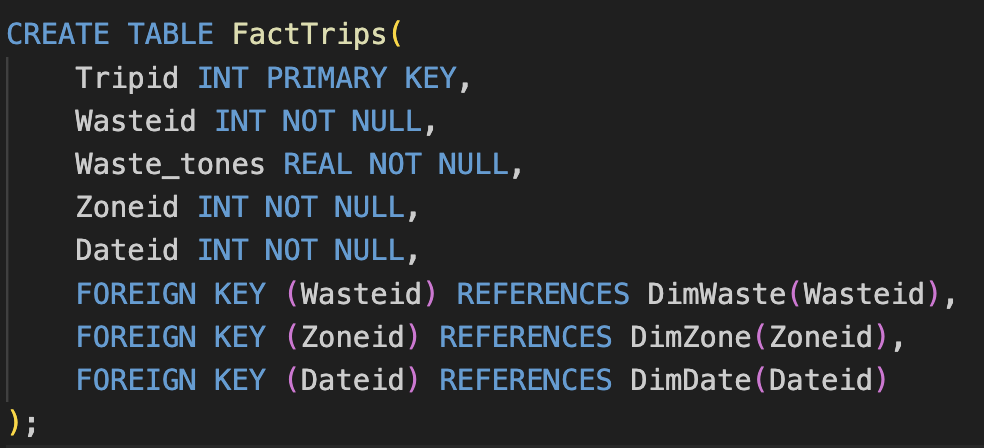 CREATE TABLE FactTrips(
    Tripid INT PRIMARY KEY,
    Wasteid INT NOT NULL,
    Waste_tones REAL NOT NULL,
    Zoneid INT NOT NULL,
    Dateid INT NOT NULL,
    FOREIGN KEY (Wasteid) REFERENCES DimWaste(Wasteid),
    FOREIGN KEY (Zoneid) REFERENCES DimZone(Zoneid),
    FOREIGN KEY (Dateid) REFERENCES DimDate(Dateid)
);